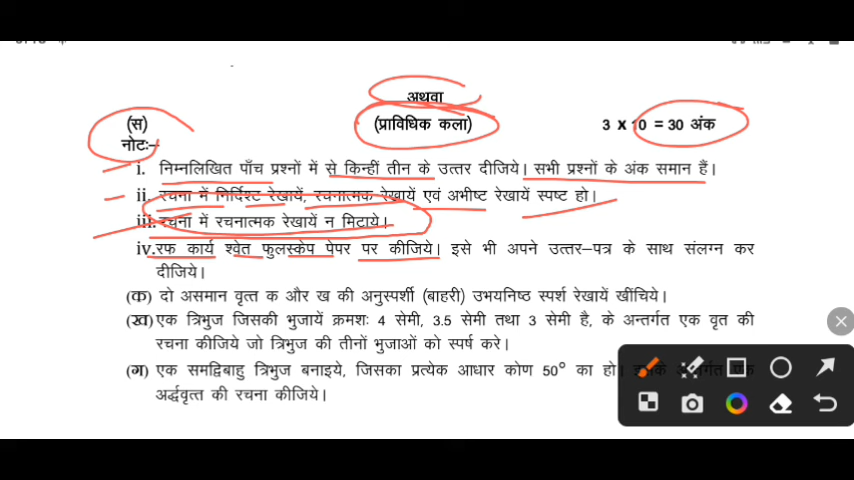 अथवा
(स) (प्राविधिक कला) 3 x 10 = 30 अंक
नोटः–
i. निम्नलिखित पाँच प्रश्नों में से किन्हीं तीन के उत्तर दीजिये। सभी प्रश्नों के अंक समान हैं।
ii. रचना में निर्दिश्ट रेखायें, रचनात्मक रेखायें एवं अभीष्ट रेखायें स्पष्ट हो।
iii. रचना में रचनात्मक रेखायें न मिटाये।
iv. रफ कार्य श्वेत फुलस्केप पेपर पर कीजिये। इसे भी अपने उत्तर–पत्र के साथ संलग्न कर
दीजिये।
(क) दो असमान वृत्त क और ख की अनुस्पर्शी (बाहरी) उभयनिष्ठ स्पर्श रेखायें खींचिये।
(ख) एक त्रिभुज जिसकी भुजायें क्रमशः 4 सेमी, 3.5 सेमी तथा 3 सेमी है, के अन्तर्गत एक वृत की
रचना कीजिये जो त्रिभुज की तीनों भुजाओं को स्पर्ष करे।
(ग) एक समद्विबाहु त्रिभुज बनाइये, जिसका प्रत्येक आधार कोण 50° का हो।
अर्द्धवृत्त की रचना कीजिये।